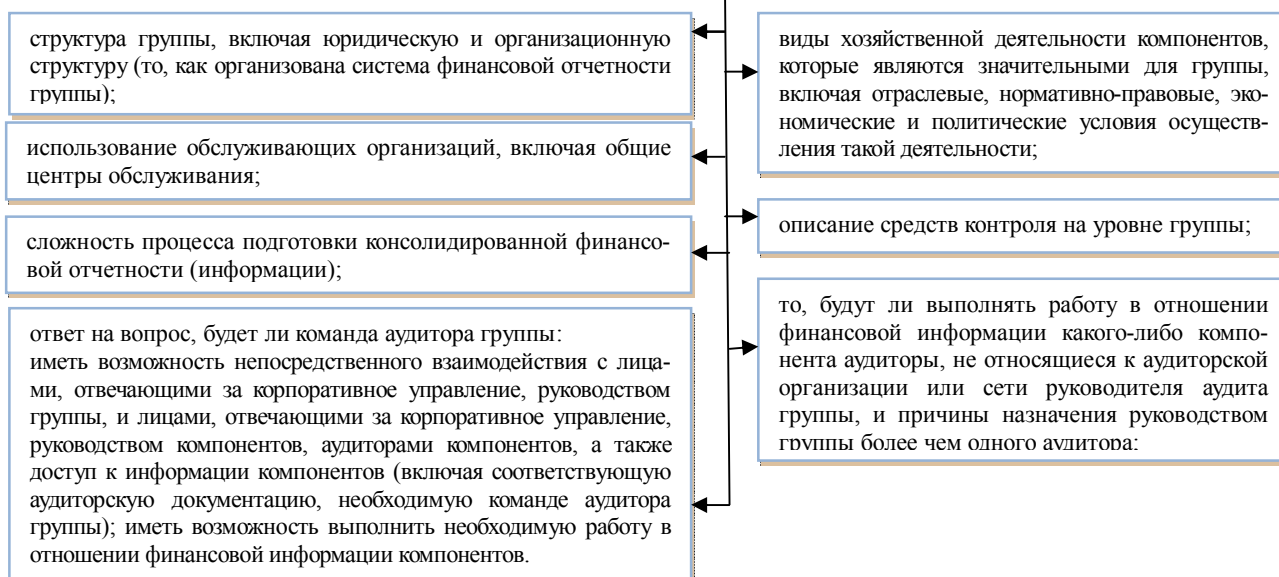 структура группы, включая юридическую и организационную
структуру (то, как организована система финансовой отчетности
группы);
использование обслуживающих организаций, включая общие
центры обслуживания;
сложность процесса подготовки консолидированной финансо-
вой отчетности (информации);
ответ на вопрос, будет ли команда аудитора группы:
иметь возможность непосредственного взаимодействия с лица-
ми, отвечающими за корпоративное управление, руководством
группы, и лицами, отвечающими за корпоративное управление,
руководством компонентов, аудиторами компонентов, а также
доступ к информации компонентов (включая соответствующую
аудиторскую документацию, необходимую команде аудитора
группы); иметь возможность выполнить необходимую работу в
отношении финансовой информации компонентов.
виды хозяйственной деятельности компонентов,
которые являются значительными для группы,
включая отраслевые, нормативно-правовые, эко-
номические и политические условия осуществ-
ления такой деятельности;
описание средств контроля на уровне группы;
то, будут ли выполнять работу в отношении
финансовой информации какого-либо компо-
нента аудиторы, не относящиеся к аудиторской
организации или сети руководителя аудита
группы, и причины назначения руководством
группы более чем одного аудитора;